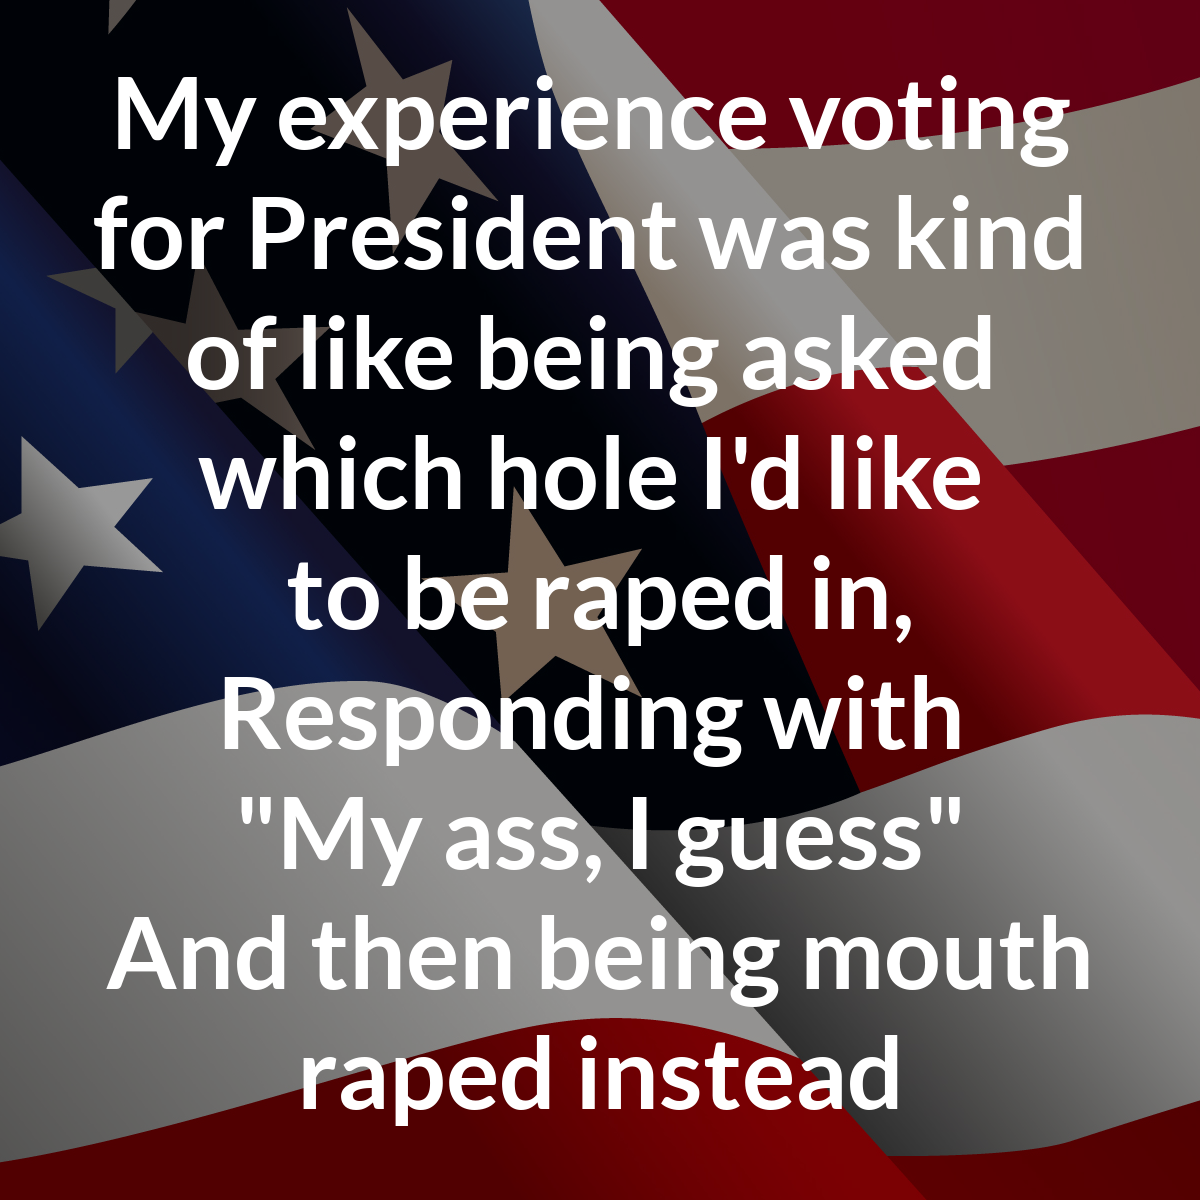 My experience voting
for President was kind
of like being asked
which hole I'd like
to be raped in,
Responding with
"My ass, I guess"
And then being mouth
raped instead